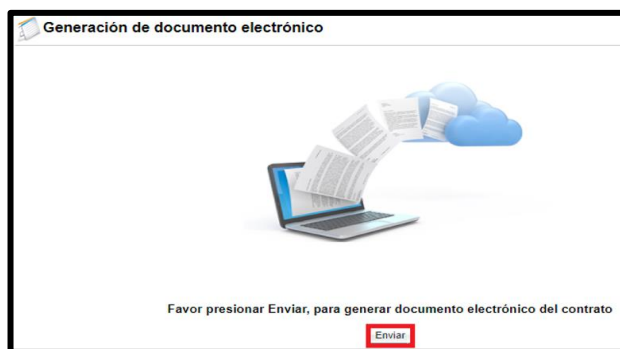 Generación de documento electrónico
Favor presionar Enviar, para generar documento electrónico del contrato
Enviar